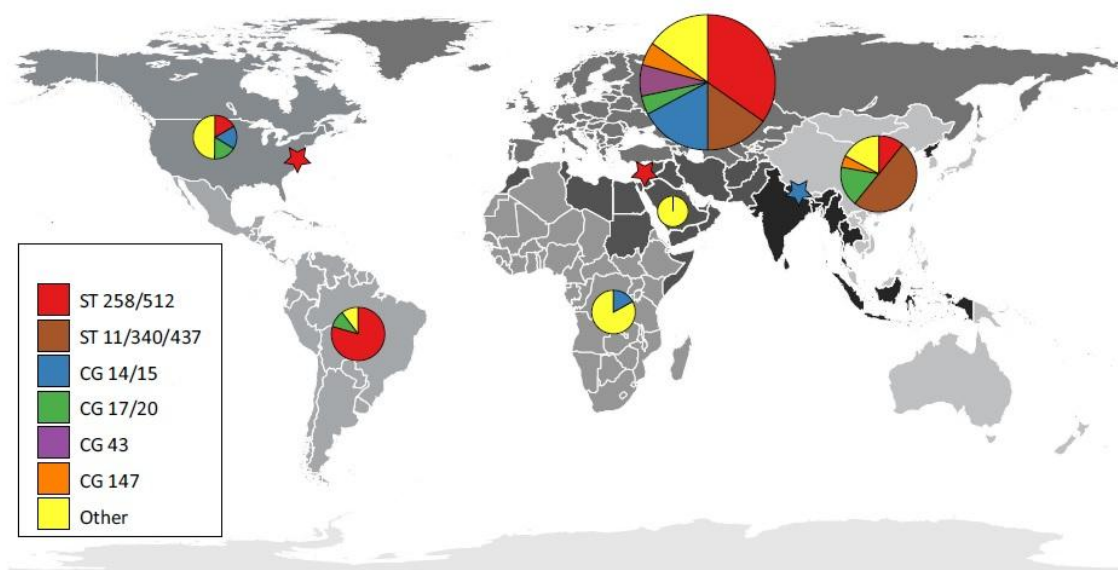 ST 258/512
ST 11/340/437
CG 14/15
CG 17/20
CG 43
CG 147
Other